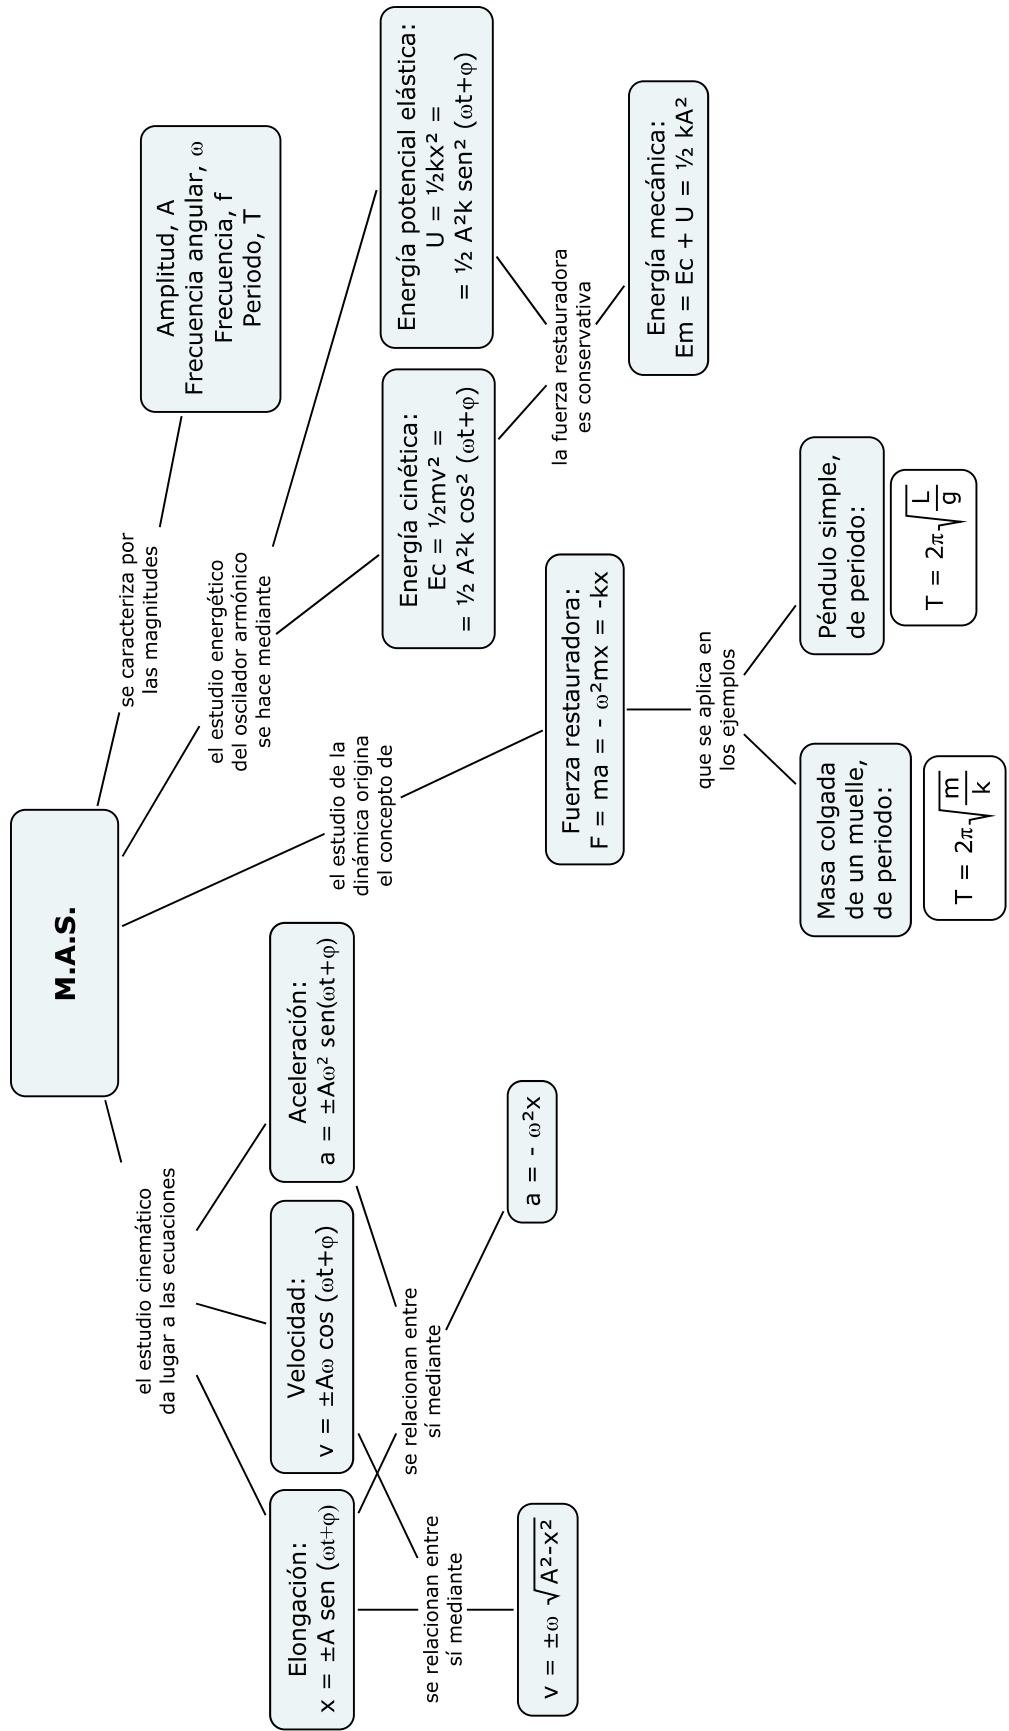 M.A.S.
el estudio cinemático
da lugar a las ecuaciones
Elongación:
x = ±A sen (ωt+φ)
Velocidad:
v = ±Aω cos (ωt+φ)
Aceleración:
a = ±Aω² sen(ωt+φ)
se relacionan entre
sí mediante
v = ±ω √A²-x²
se relacionan entre
sí mediante
a = - ω²x
el estudio de la
dinámica origina
el concepto de
Fuerza restauradora:
F = ma = - ω²mx = -kx
que se aplica en
los ejemplos
Masa colgada
de un muelle,
de periodo:
T = 2π√m/k
Péndulo simple,
de periodo:
T = 2π√L/g
el estudio energético
del oscilador armónico
se hace mediante
Energía cinética:
Ec = ½mv² =
= ½ A²k cos² (ωt+φ)
Energía potencial elástica:
U = ½kx² =
= ½ A²k sen² (ωt+φ)
la fuerza restauradora
es conservativa
Energía mecánica:
Em = Ec + U = ½ kA²
se caracteriza por
las magnitudes
Amplitud, A
Frecuencia angular, ω
Frecuencia, f
Periodo, T